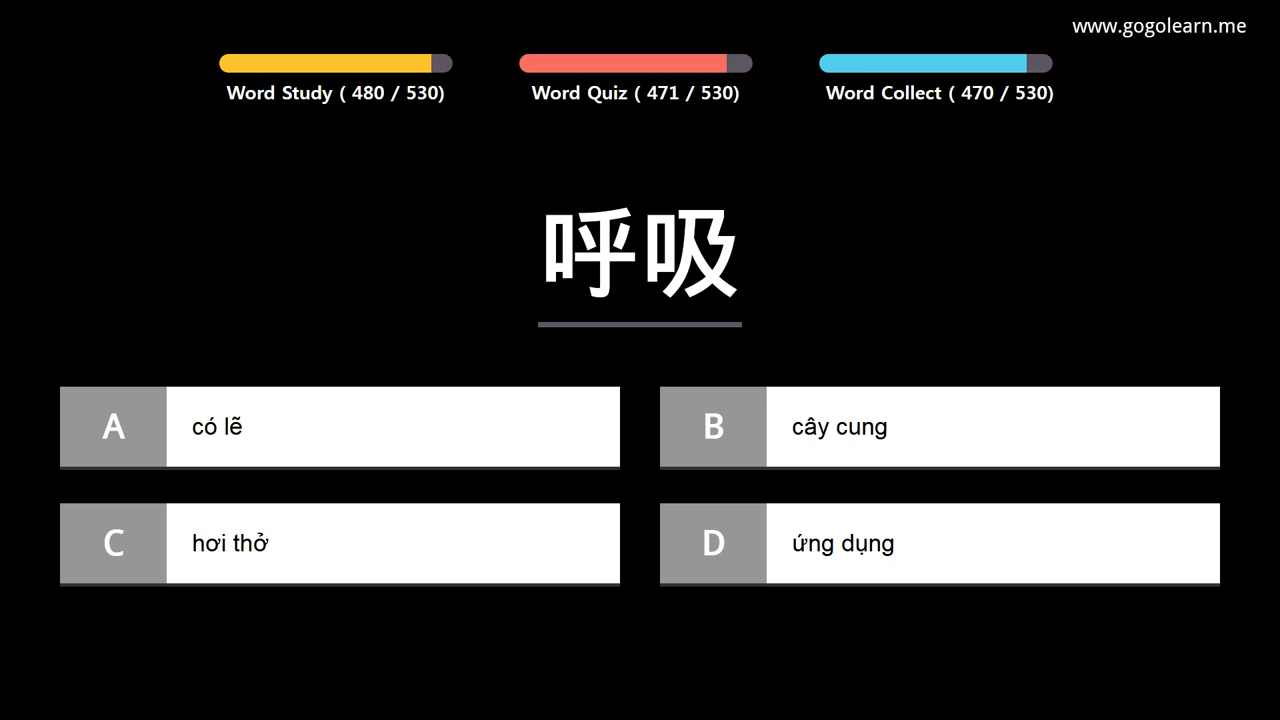 www.gogolearn.me
Word Study ( 480 / 530)
Word Quiz ( 471 / 530)
Word Collect ( 470 / 530)
呼吸
A
có lẽ
B
cây cung
C
hơi thở
D
ứng dụng